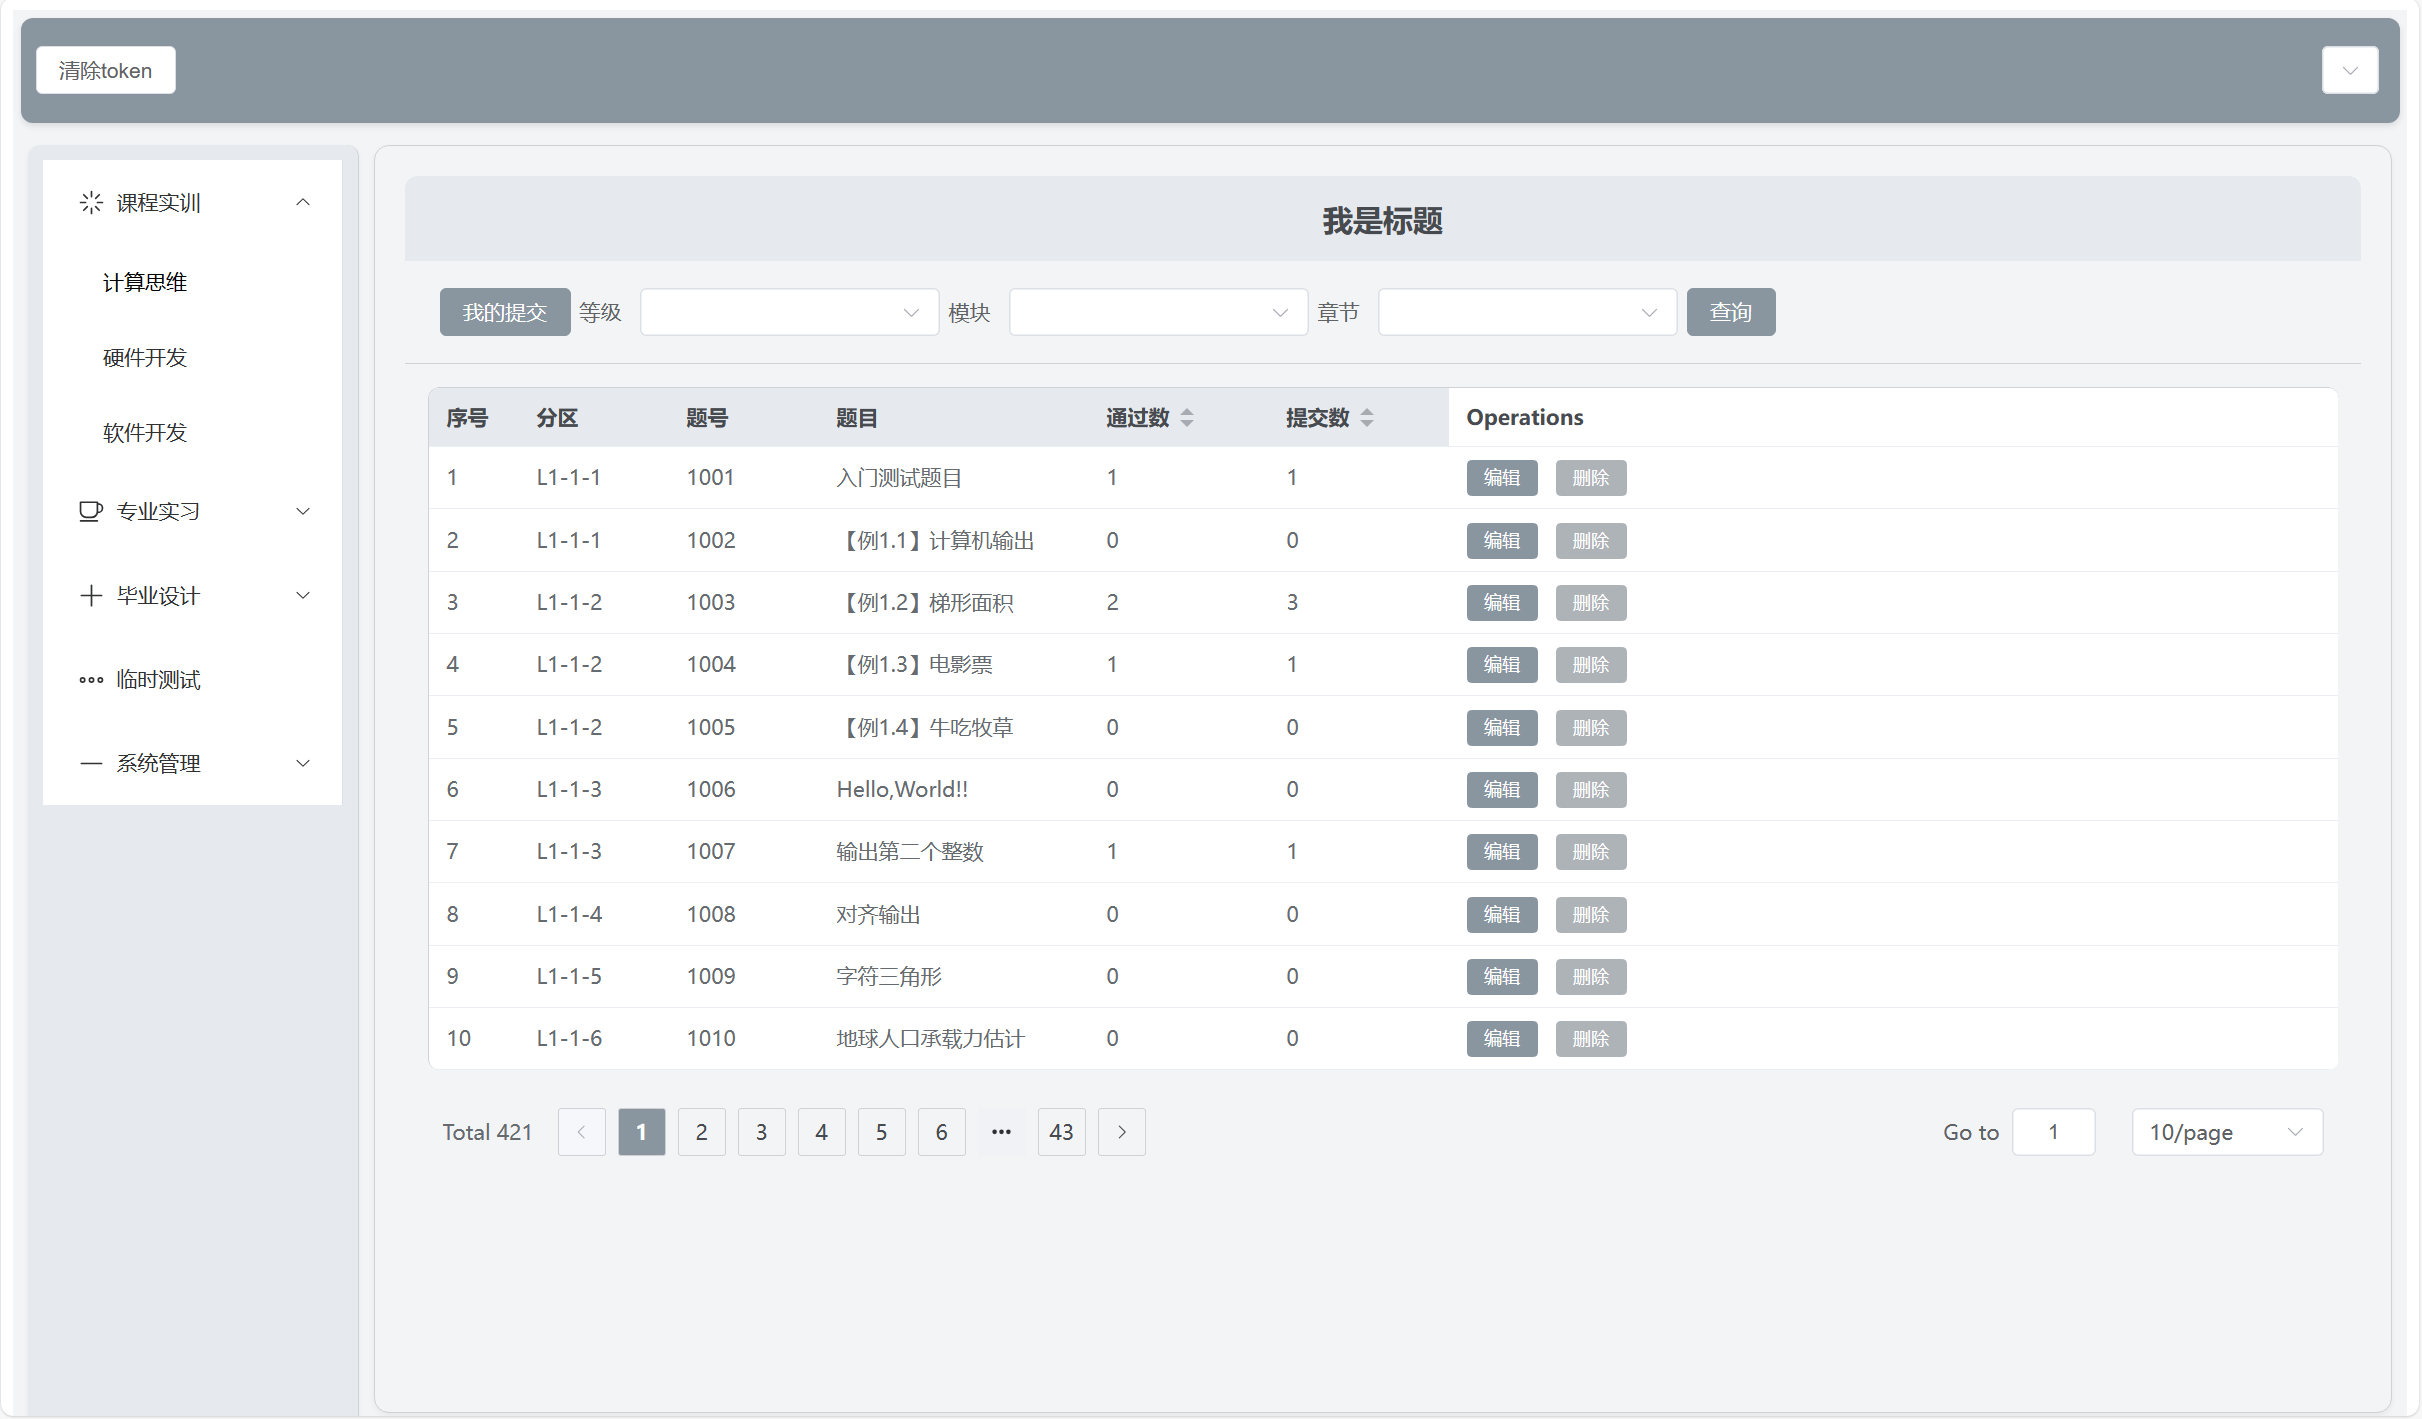 清除token
课程实训
计算思维
硬件开发
软件开发
专业实习
毕业设计
临时测试
系统管理
我是标题
我的提交 等级 模块 章节 查询
序号 分区 题号 题目 通过数 提交数 Operations
1 L1-1-1 1001 入门测试题目 1 1 编辑 删除
2 L1-1-1 1002 【例1.1】计算机输出 0 0 编辑 删除
3 L1-1-2 1003 【例1.2】梯形面积 2 3 编辑 删除
4 L1-1-2 1004 【例1.3】电影票 1 1 编辑 删除
5 L1-1-2 1005 【例1.4】牛吃牧草 0 0 编辑 删除
6 L1-1-3 1006 Hello,World!! 0 0 编辑 删除
7 L1-1-3 1007 输出第二个整数 1 1 编辑 删除
8 L1-1-4 1008 对齐输出 0 0 编辑 删除
9 L1-1-5 1009 字符三角形 0 0 编辑 删除
10 L1-1-6 1010 地球人口承载力估计 0 0 编辑 删除
Total 421 1 2 3 4 5 6 ••• 43 Go to 1 10/page